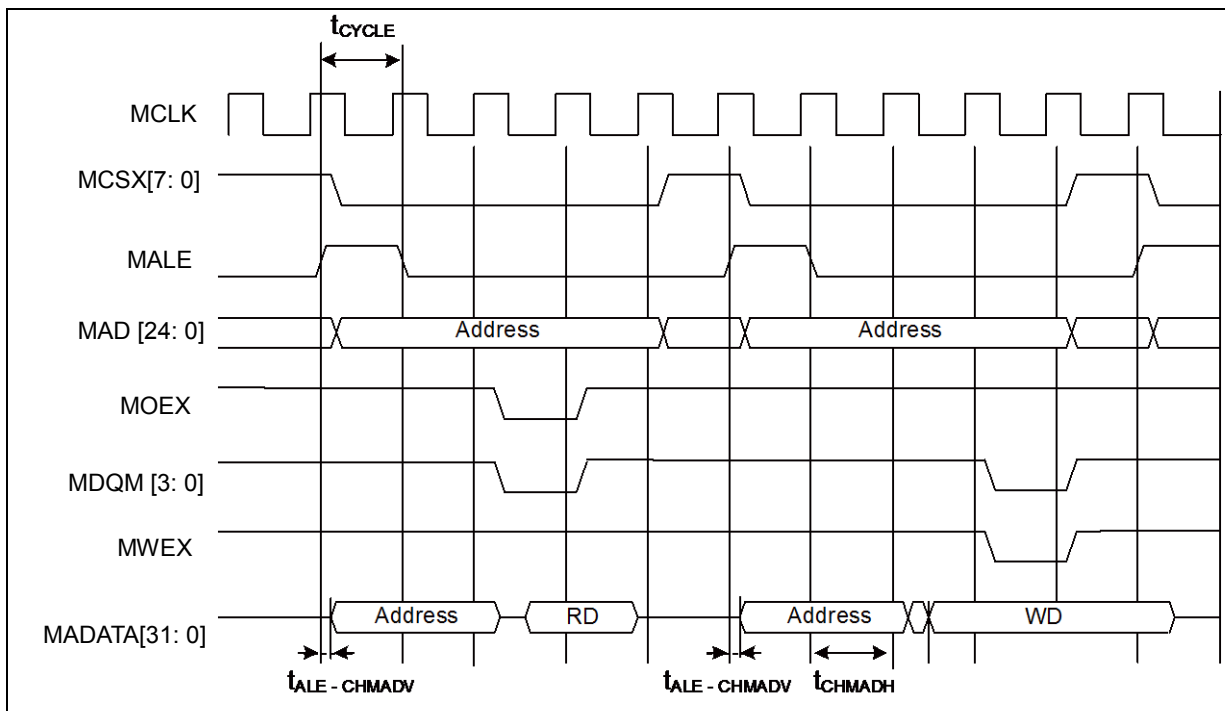 tCYCLE
MCLK
MCSX[7: 0]
MALE
MAD [24: 0]
Address
Address
MOEX
MDQM [3: 0]
MWEX
MADATA[31: 0]
Address
RD
Address
WD
tALE - CHMADV
tALE - CHMADV
tCHMADH